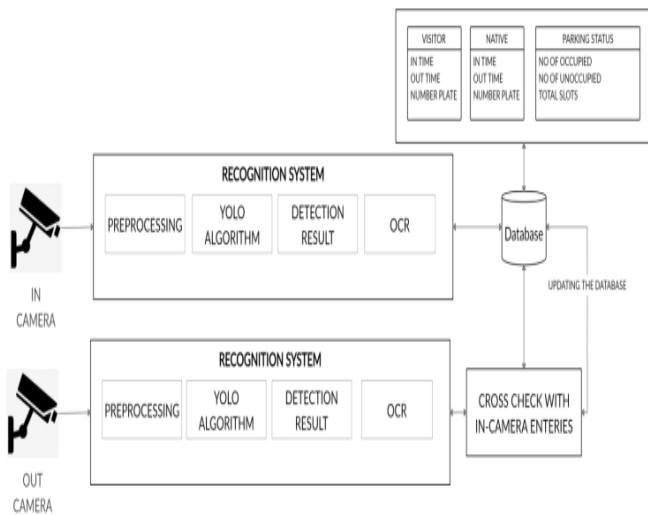 VISITOR
IN TIME
OUT TIME
NUMBER PLATE
NATIVE
IN TIME
OUT TIME
NUMBER PLATE
PARKING STATUS
NO OF OCCUPIED
NO OF UNOCCUPIED
TOTAL SLOTS
RECOGNITION SYSTEM
PREPROCESSING
YOLO
ALGORITHM
DETECTION
RESULT
OCR
IN
CAMERA
Database
UPDATING THE DATABASE
RECOGNITION SYSTEM
PREPROCESSING
YOLO
ALGORITHM
DETECTION
RESULT
OCR
CROSS CHECK WITH
IN-CAMERA ENTERIES
OUT
CAMERA